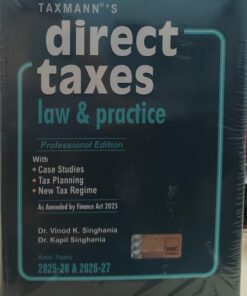 TAXMANN®'S
direct
taxes
law & practice
Professional Edition
With
• Case Studies
• Tax Planning
• New Tax Regime
As Amended by Finance Act 2025
Dr. Vinod K. Singhania
Dr. Kapil Singhania
Asst Years
2025-26 & 2026-27